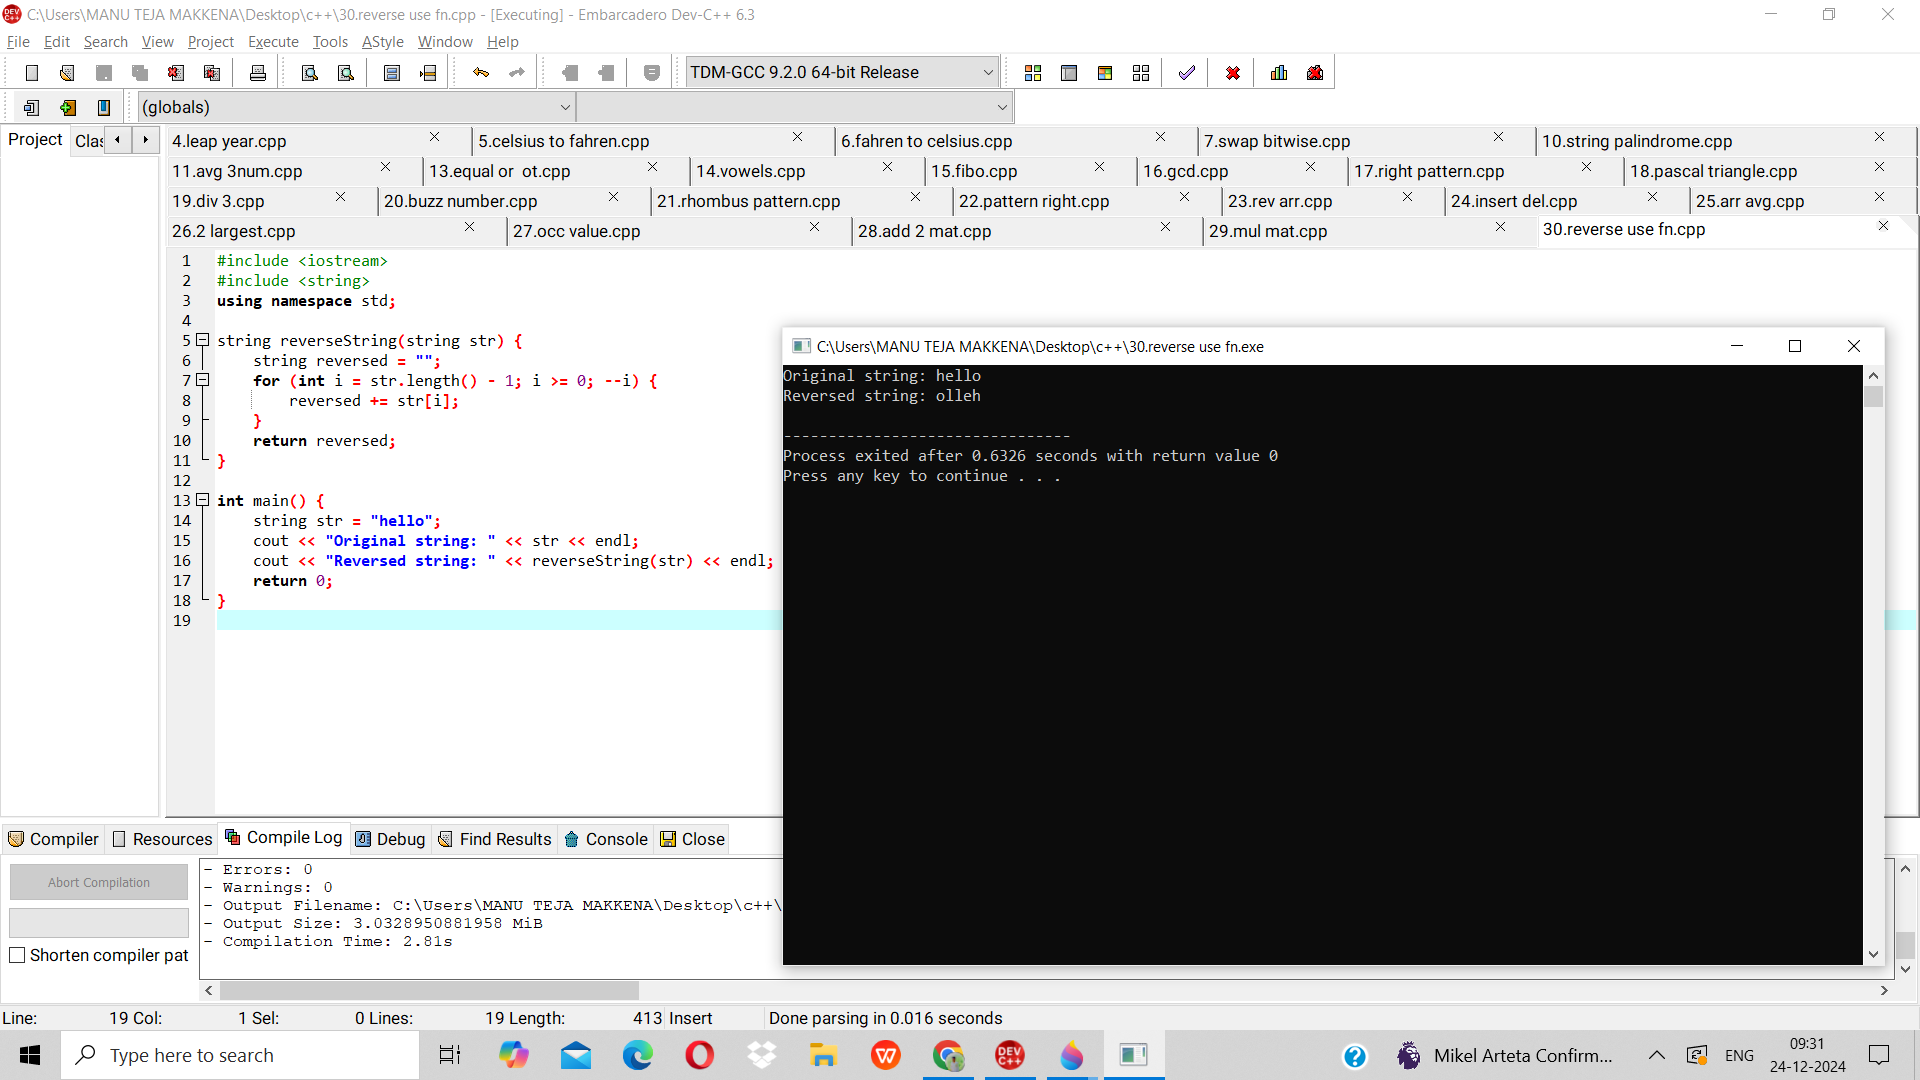 C:\Users\MANU TEJA MAKKENA\Desktop\c++\30.reverse use fn.cpp - [Executing] - Embarcadero Dev-C++ 6.3
File Edit Search View Project Execute Tools AStyle Window Help
TDM-GCC 9.2.0 64-bit Release
(globals)
Project Clas
4.leap year.cpp 5.celsius to fahren.cpp 6.fahren to celsius.cpp 7.swap bitwise.cpp 10.string palindrome.cpp
11.avg 3num.cpp 13.equal or  ot.cpp 14.vowels.cpp 15.fibo.cpp 16.gcd.cpp 17.right pattern.cpp 18.pascal triangle.cpp
19.div 3.cpp 20.buzz number.cpp 21.rhombus pattern.cpp 22.pattern right.cpp 23.rev arr.cpp 24.insert del.cpp 25.arr avg.cpp
26.2 largest.cpp 27.occ value.cpp 28.add 2 mat.cpp 29.mul mat.cpp 30.reverse use fn.cpp
1 #include <iostream>
2 #include <string>
3 using namespace std;
4
5 string reverseString(string str) {
6     string reversed = "";
7     for (int i = str.length() - 1; i >= 0; --i) {
8         reversed += str[i];
9     }
10     return reversed;
11 }
12
13 int main() {
14     string str = "hello";
15     cout << "Original string: " << str << endl;
16     cout << "Reversed string: " << reverseString(str) << endl;
17     return 0;
18 }
19
C:\Users\MANU TEJA MAKKENA\Desktop\c++\30.reverse use fn.exe
Original string: hello
Reversed string: olleh
--------------------------------
Process exited after 0.6326 seconds with return value 0
Press any key to continue . . .
Compiler Resources Compile Log Debug Find Results Console Close
Abort Compilation
Shorten compiler pat
- Errors: 0
- Warnings: 0
- Output Filename: C:\Users\MANU TEJA MAKKENA\Desktop\c++\
- Output Size: 3.0328950881958 MiB
- Compilation Time: 2.81s
Line: 19 Col: 1 Sel: 0 Lines: 19 Length: 413 Insert Done parsing in 0.016 seconds
Type here to search
Mikel Arteta Confirm...
ENG
09:31
24-12-2024